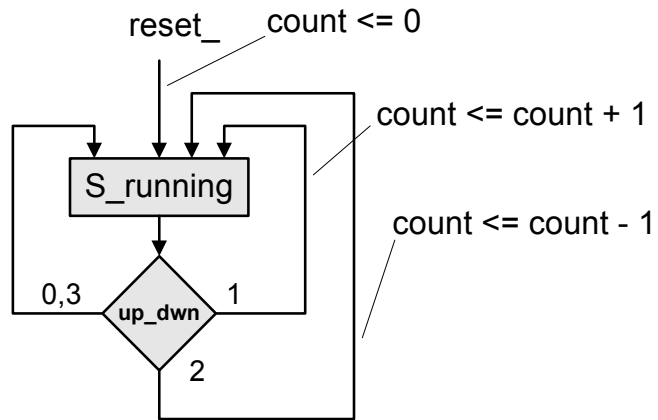 reset_
count <= 0
count <= count + 1
S_running
count <= count - 1
0,3
up_dwn
1
2